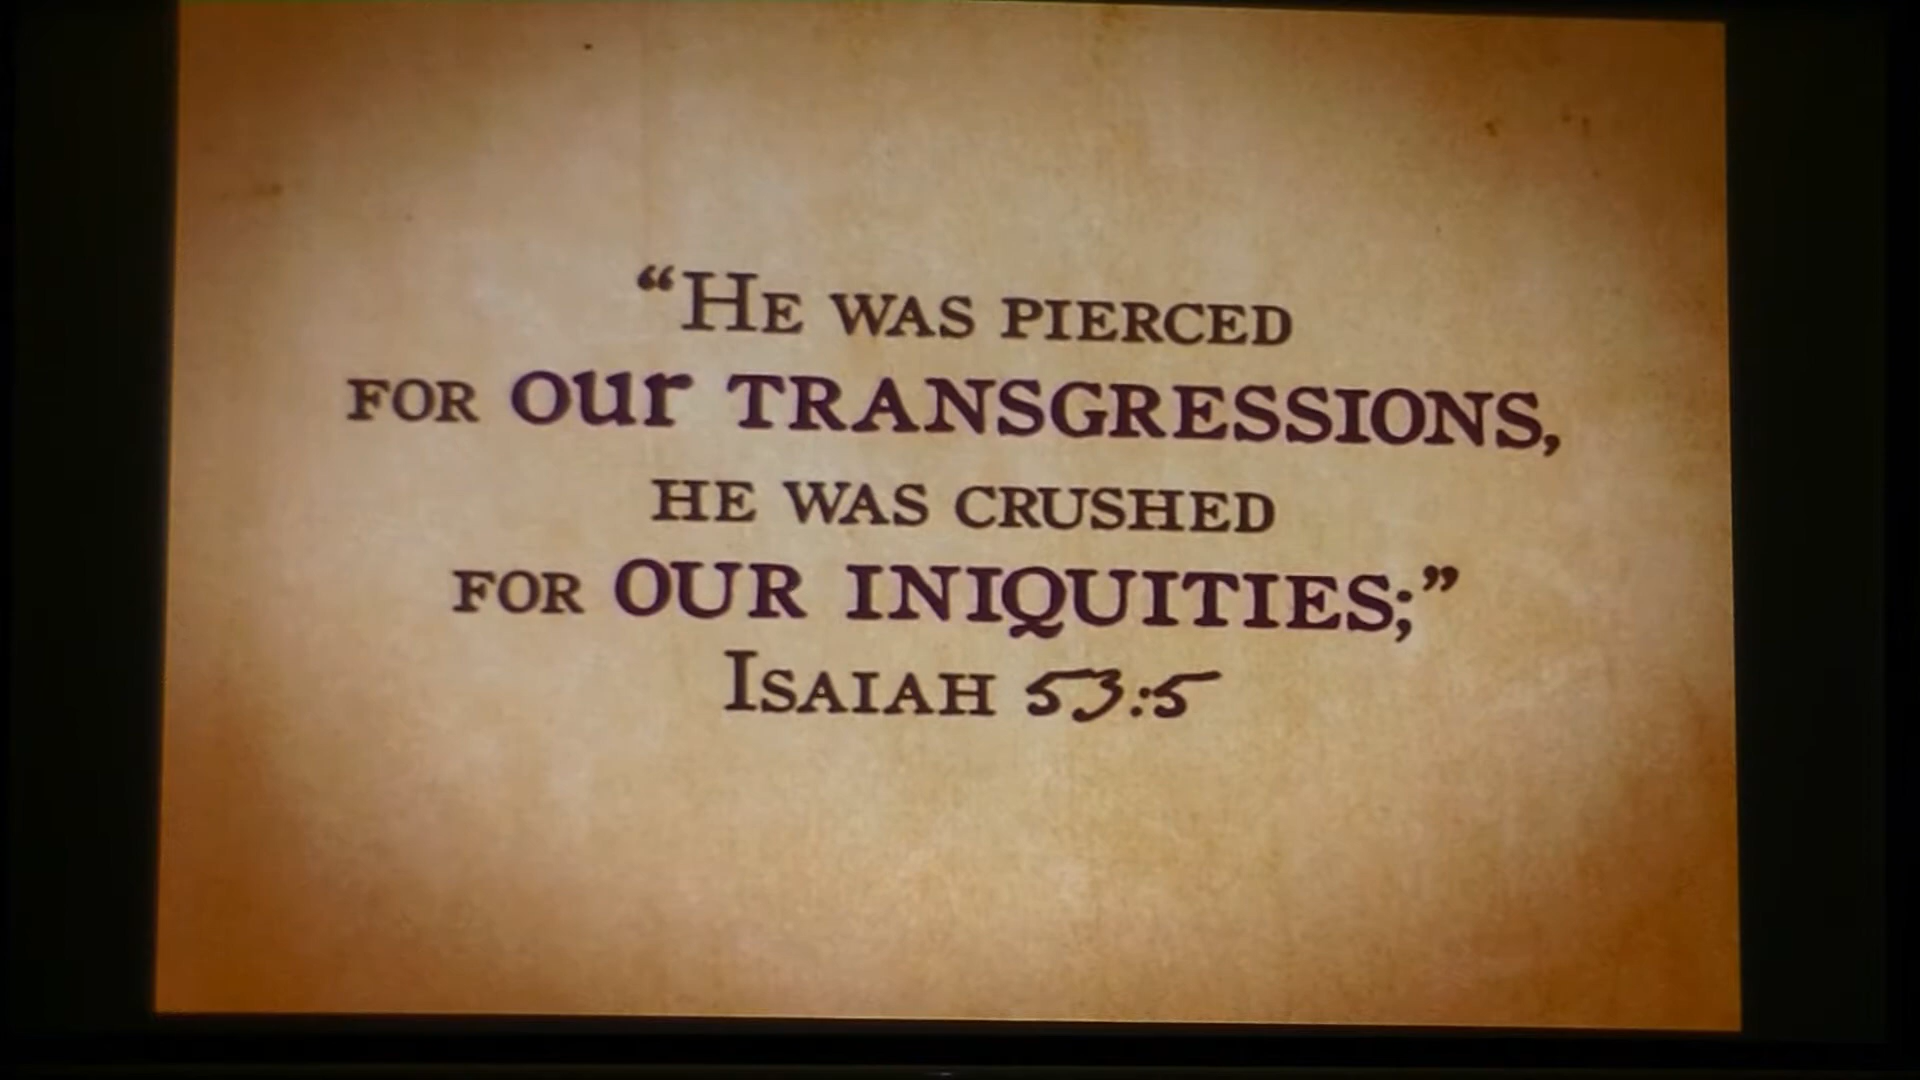 “HE WAS PIERCED
FOR our TRANSGRESSIONS,
HE WAS CRUSHED
FOR OUR INIQUITIES;”
ISAIAH 53:5